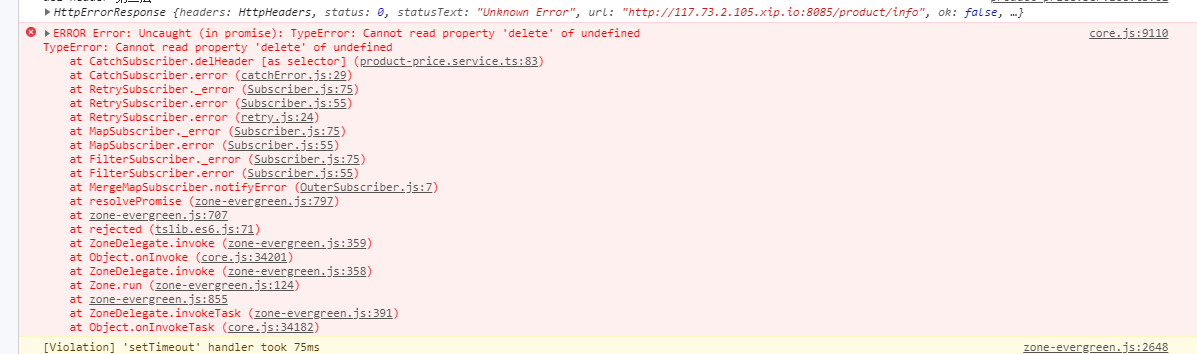 HttpErrorResponse {headers: HttpHeaders, status: 0, statusText: "Unknown Error", url: "http://117.73.2.105.xip.io:8085/product/info", ok: false, …}
ERROR Error: Uncaught (in promise): TypeError: Cannot read property 'delete' of undefined core.js:9110
TypeError: Cannot read property 'delete' of undefined
at CatchSubscriber.delHeader [as selector] (product-price.service.ts:83)
at CatchSubscriber.error (catchError.js:29)
at RetrySubscriber._error (Subscriber.js:75)
at RetrySubscriber.error (Subscriber.js:55)
at RetrySubscriber.error (retry.js:24)
at MapSubscriber._error (Subscriber.js:75)
at MapSubscriber.error (Subscriber.js:55)
at FilterSubscriber._error (Subscriber.js:75)
at FilterSubscriber.error (Subscriber.js:55)
at MergeMapSubscriber.notifyError (OuterSubscriber.js:7)
at resolvePromise (zone-evergreen.js:797)
at zone-evergreen.js:707
at rejected (tslib.es6.js:71)
at ZoneDelegate.invoke (zone-evergreen.js:359)
at Object.onInvoke (core.js:34201)
at ZoneDelegate.invoke (zone-evergreen.js:358)
at Zone.run (zone-evergreen.js:124)
at zone-evergreen.js:855
at ZoneDelegate.invokeTask (zone-evergreen.js:391)
at Object.onInvokeTask (core.js:34182)
[Violation] 'setTimeout' handler took 75ms zone-evergreen.js:2648